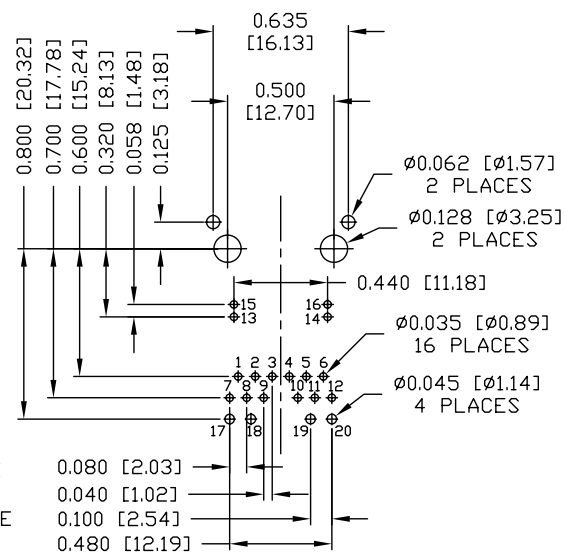 0.635
[16.13]
0.500
[12.70]
0.800 [20.32]
0.700 [17.78]
0.600 [15.24]
0.320 [8.13]
0.058 [1.48]
0.125 [3.18]
Ø0.062 [Ø1.57]
2 PLACES
Ø0.128 [Ø3.25]
2 PLACES
0.440 [11.18]
15 16
13 14
Ø0.035 [Ø0.89]
16 PLACES
1 2 3 4 5 6
7 8 9 10 11 12
Ø0.045 [Ø1.14]
4 PLACES
17 18 19 20
0.080 [2.03]
0.040 [1.02]
E
0.100 [2.54]
0.480 [12.19]